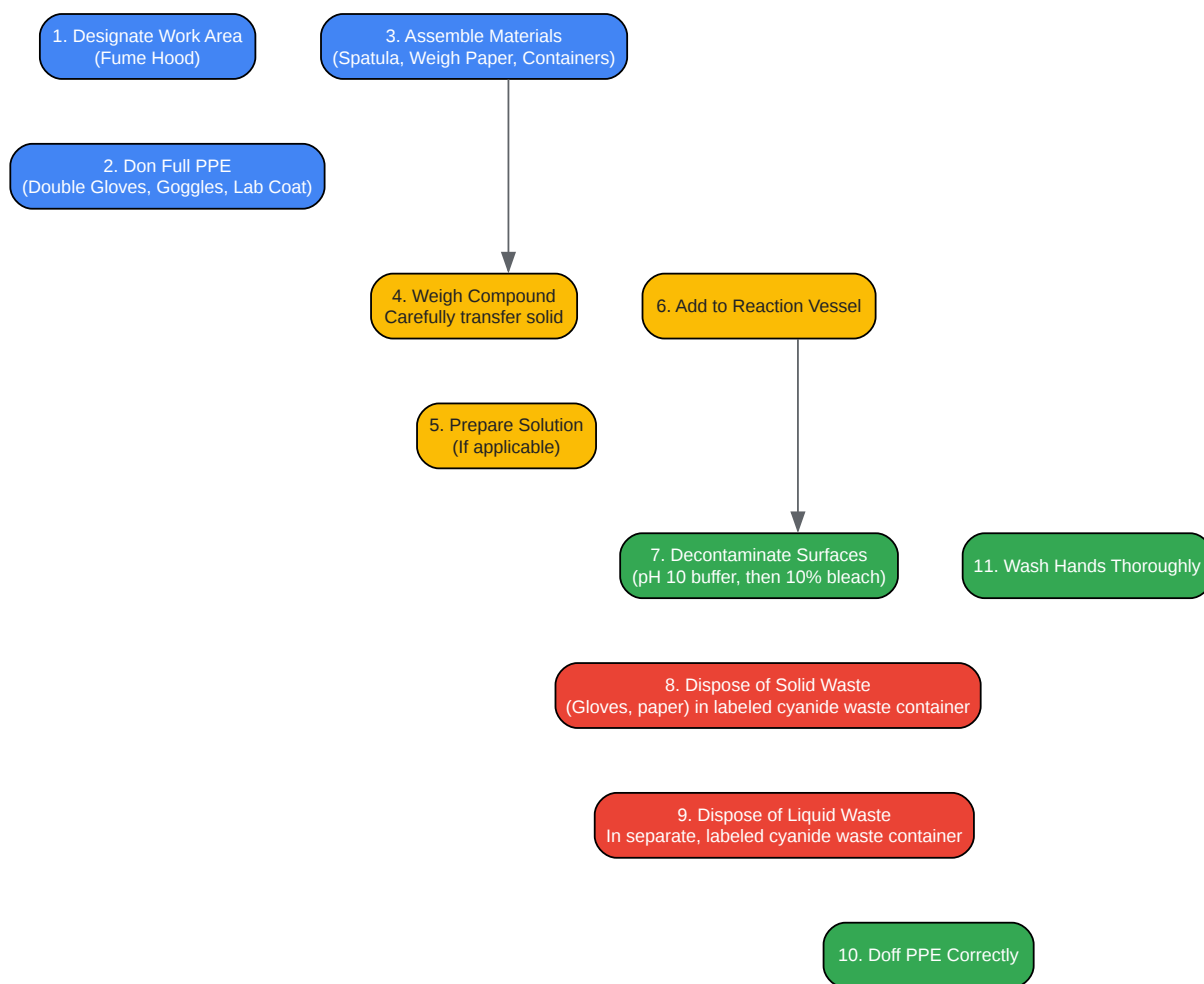 1. Designate Work Area
(Fume Hood)
2. Don Full PPE
(Double Gloves, Goggles, Lab Coat)
3. Assemble Materials
(Spatula, Weigh Paper, Containers)
4. Weigh Compound
Carefully transfer solid
5. Prepare Solution
(If applicable)
6. Add to Reaction Vessel
7. Decontaminate Surfaces
(pH 10 buffer, then 10% bleach)
8. Dispose of Solid Waste
(Gloves, paper) in labeled cyanide waste container
9. Dispose of Liquid Waste
In separate, labeled cyanide waste container
10. Doff PPE Correctly
11. Wash Hands Thoroughly